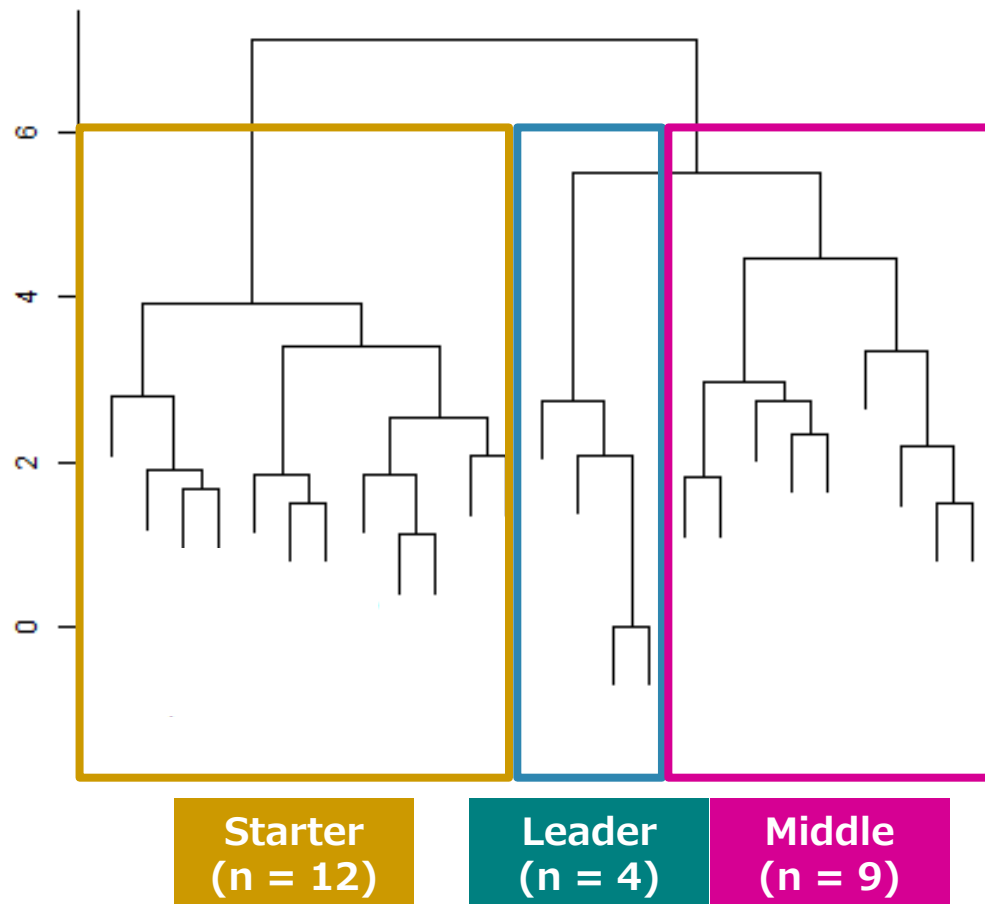 6
4
2
0
Starter
(n = 12)
Leader
(n = 4)
Middle
(n = 9)